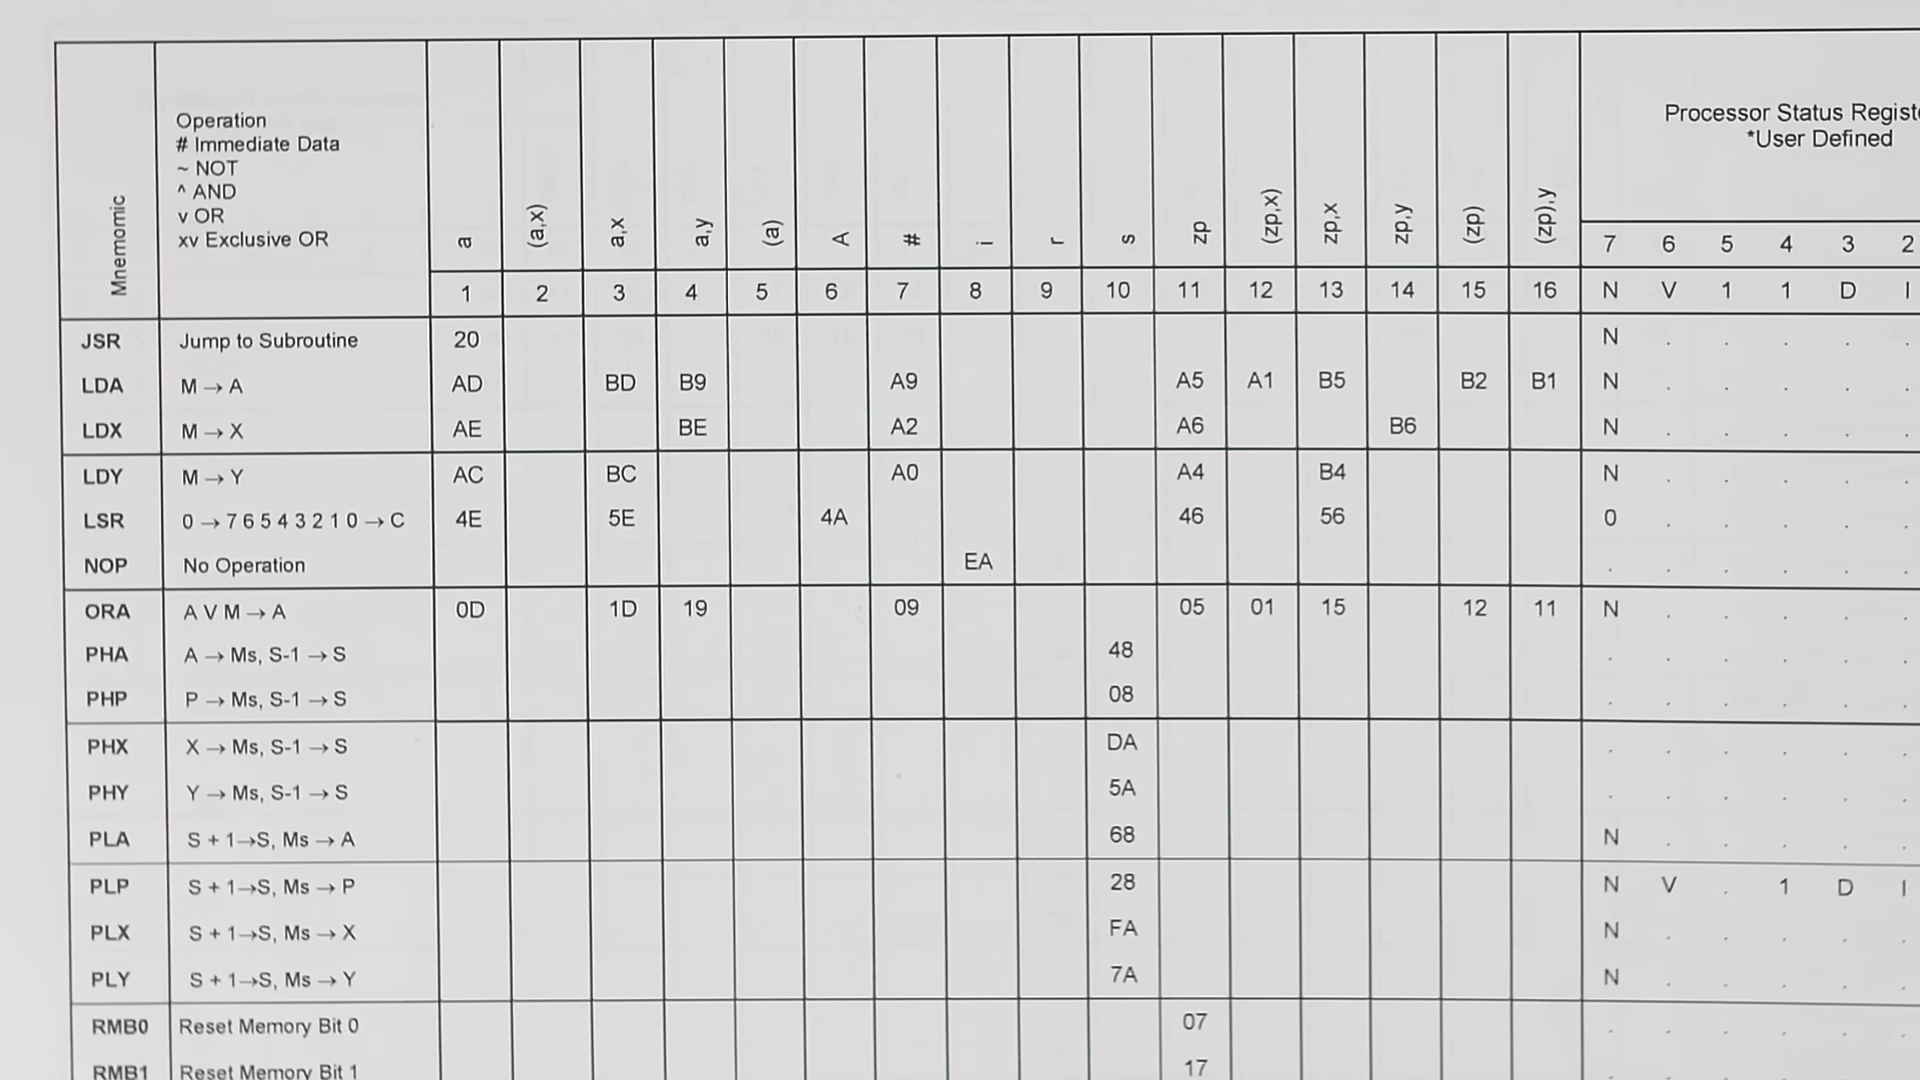 Mnemomic
Operation
# Immediate Data
~ NOT
^ AND
v OR
xv Exclusive OR
a (a,x) a,x a,y (a) A # i r s zp (zp,x) zp,x zp,y (zp) (zp),y
Processor Status Registe
*User Defined
7 6 5 4 3 2
1 2 3 4 5 6 7 8 9 10 11 12 13 14 15 16 N V 1 1 D I
JSR Jump to Subroutine 20 N . . . . .
LDA M → A AD BD B9 A9 A5 A1 B5 B2 B1 N . . . . .
LDX M → X AE BE A2 A6 B6 N . . . . .
LDY M → Y AC BC A0 A4 B4 N . . . . .
LSR 0 → 7 6 5 4 3 2 1 0 → C 4E 5E 4A 46 56 0 . . . . .
NOP No Operation EA . . . . . .
ORA A V M → A 0D 1D 19 09 05 01 15 12 11 N . . . . .
PHA A → Ms, S-1 → S 48 . . . . . .
PHP P → Ms, S-1 → S 08 . . . . . .
PHX X → Ms, S-1 → S DA . . . . . .
PHY Y → Ms, S-1 → S 5A . . . . . .
PLA S + 1→S, Ms → A 68 N . . . . .
PLP S + 1→S, Ms → P 28 N V . 1 D I
PLX S + 1→S, Ms → X FA N . . . . .
PLY S + 1→S, Ms → Y 7A N . . . . .
RMB0 Reset Memory Bit 0 07 . . . . . .
RMB1 Reset Memory Bit 1 17 . . . . . .